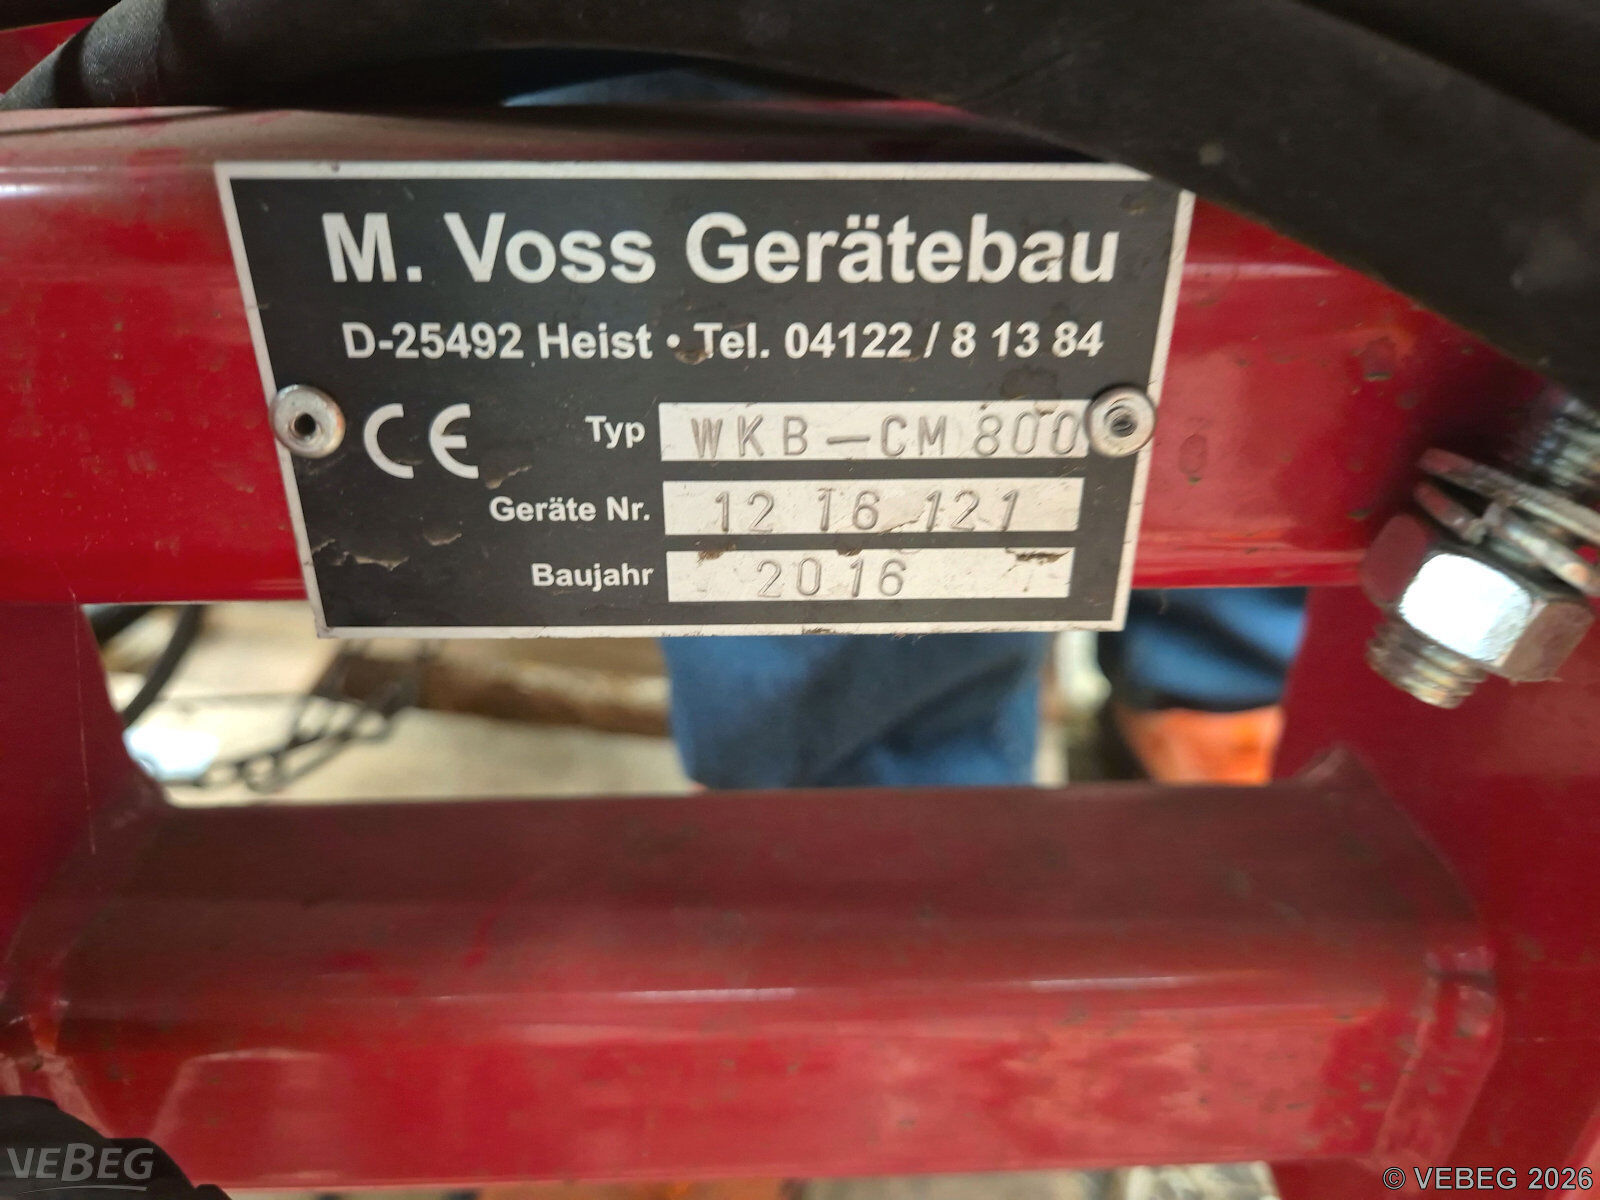 M. Voss Gerätebau
D-25492 Heist • Tel. 04122 / 8 13 84
CE
Typ WKB-CM 800
Geräte Nr. 12 16 121
Baujahr 2016
VEBEG
© VEBEG 2026